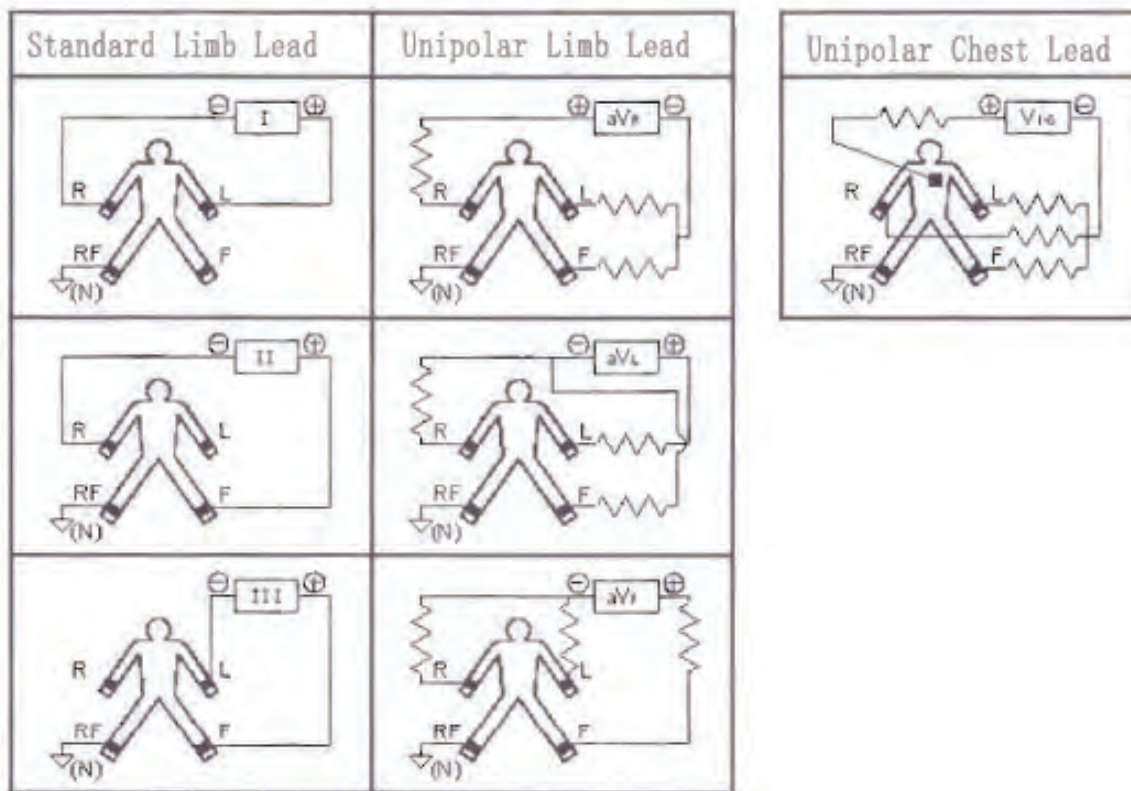 Standard Limb Lead
Unipolar Limb Lead
Unipolar Chest Lead
⊖ I ⊕
R L
RF F
(N)
⊕ aVR ⊖
R L
RF F
(N)
⊕ V1-6 ⊖
R L
RF F
(N)
⊖ II ⊕
R L
RF F
(N)
⊖ aVL ⊕
R L
RF F
(N)
⊖ III ⊕
R L
RF F
(N)
⊖ aVF ⊕
R L
RF F
(N)